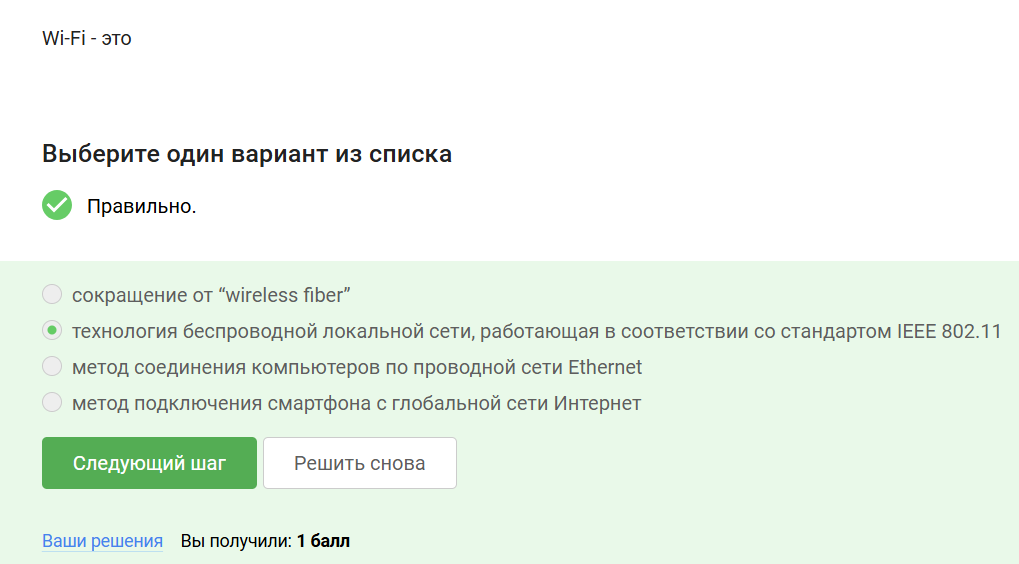 Wi-Fi - это
Выберите один вариант из списка
Правильно.
сокращение от “wireless fiber”
технология беспроводной локальной сети, работающая в соответствии со стандартом IEEE 802.11
метод соединения компьютеров по проводной сети Ethernet
метод подключения смартфона с глобальной сети Интернет
Следующий шаг Решить снова
Ваши решения Вы получили: 1 балл